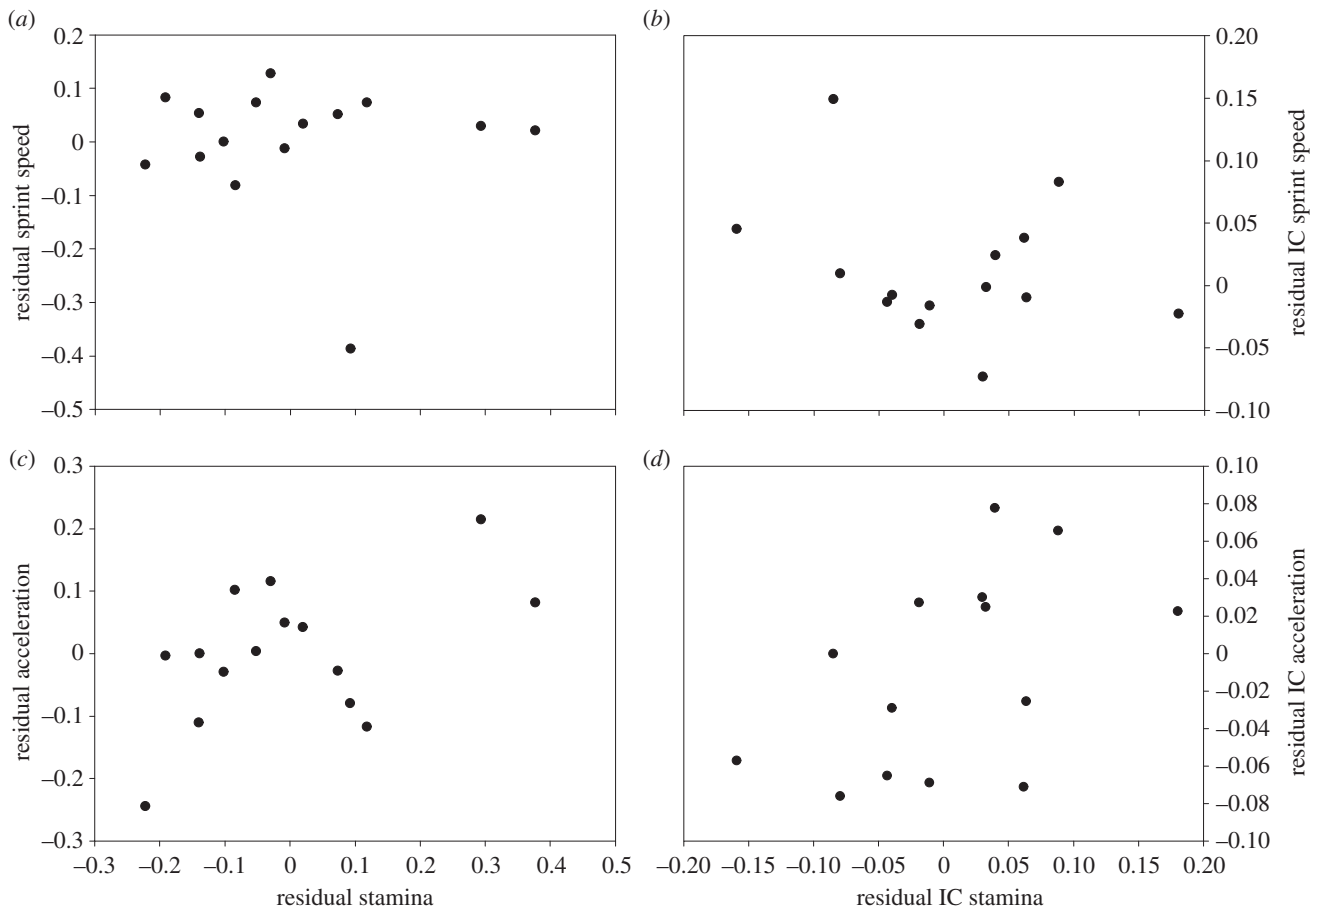 (a)
0.2
0.1
0
–0.1
–0.2
–0.3
–0.4
–0.5
residual sprint speed
(b)
0.20
0.15
0.10
0.05
0
–0.05
–0.10
residual IC sprint speed
(c)
0.3
0.2
0.1
0
–0.1
–0.2
–0.3
residual acceleration
–0.3 –0.2 –0.1 0 0.1 0.2 0.3 0.4 0.5
residual stamina
(d)
0.10
0.08
0.06
0.04
0.02
0
–0.02
–0.04
–0.06
–0.08
–0.10
residual IC acceleration
–0.20 –0.15 –0.10 –0.05 0 0.05 0.10 0.15 0.20
residual IC stamina